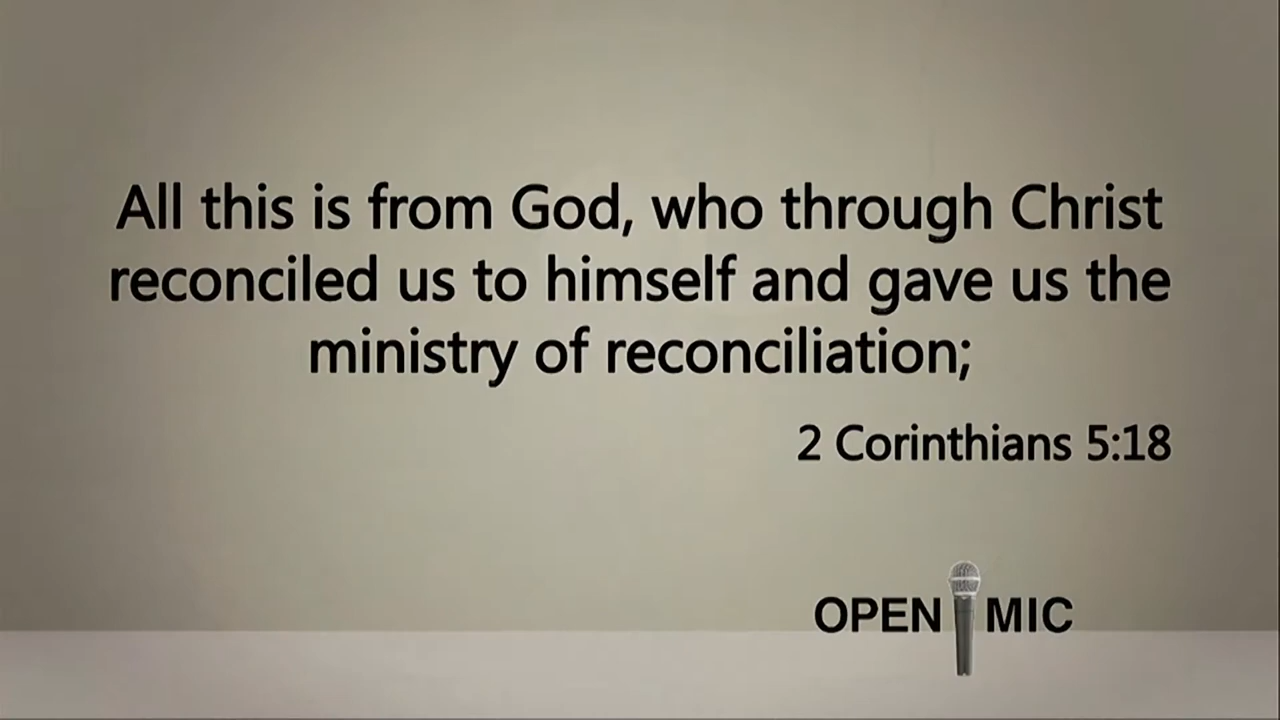 All this is from God, who through Christ
reconciled us to himself and gave us the
ministry of reconciliation;
2 Corinthians 5:18
OPEN MIC